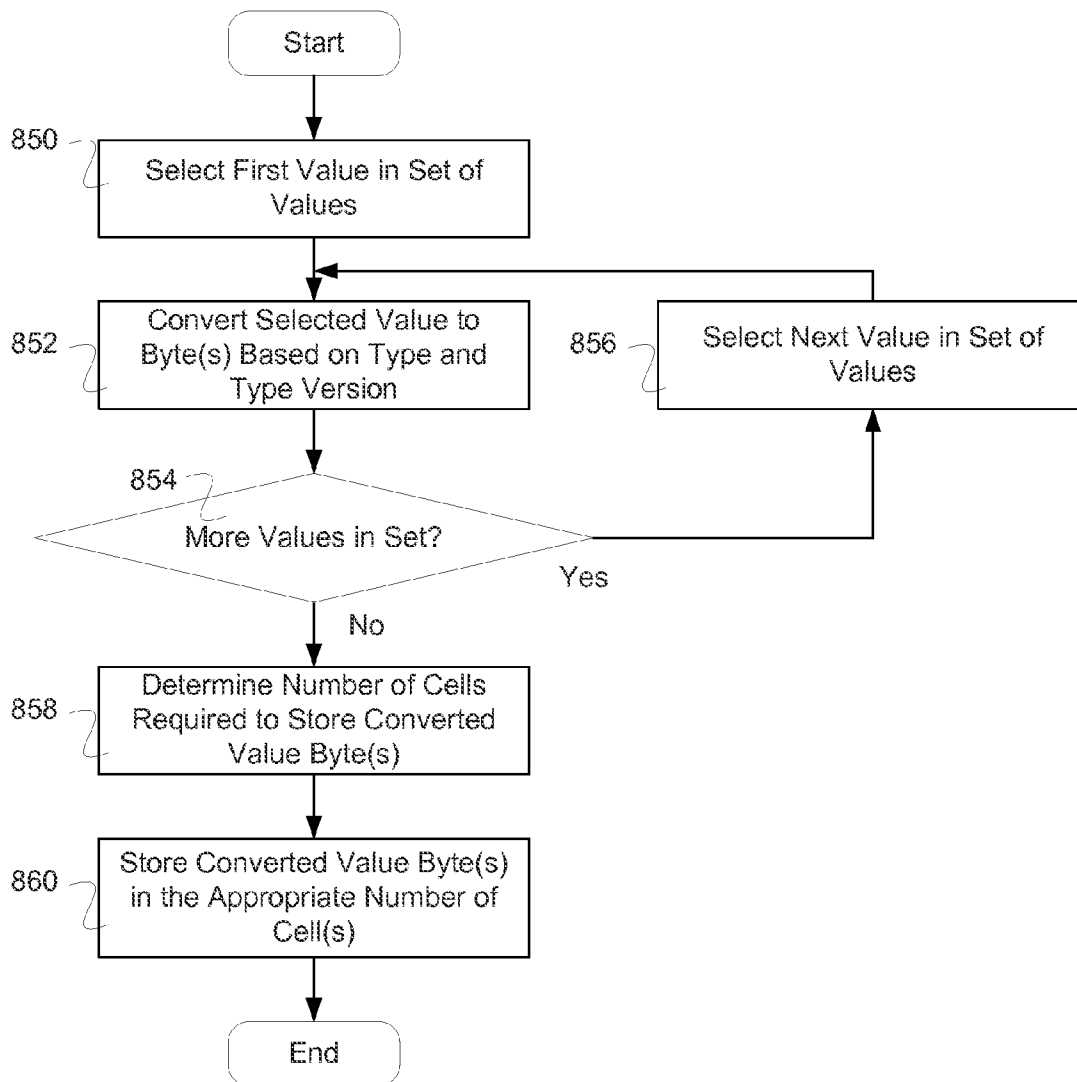 Start
850
Select First Value in Set of
Values
852
Convert Selected Value to
Byte(s) Based on Type and
Type Version
856
Select Next Value in Set of
Values
854
More Values in Set?
Yes
No
858
Determine Number of Cells
Required to Store Converted
Value Byte(s)
860
Store Converted Value Byte(s)
in the Appropriate Number of
Cell(s)
End